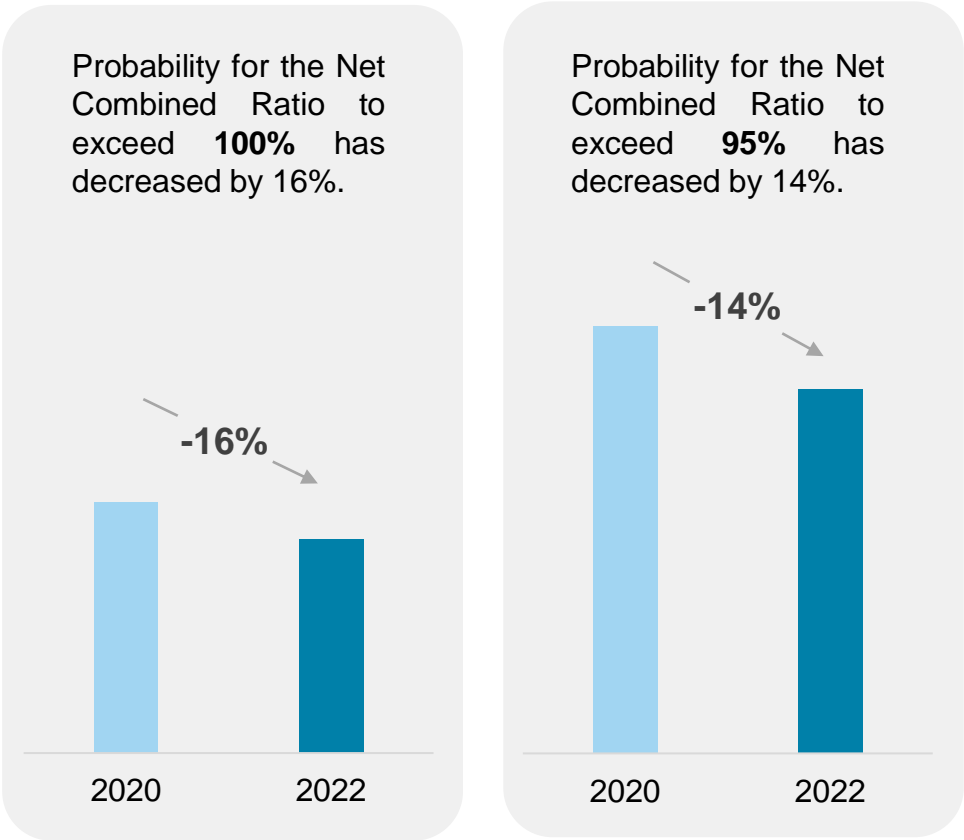 Probability for the Net
Combined Ratio to
exceed 100% has
decreased by 16%.
-16%
2020 2022
Probability for the Net
Combined Ratio to
exceed 95% has
decreased by 14%.
-14%
2020 2022